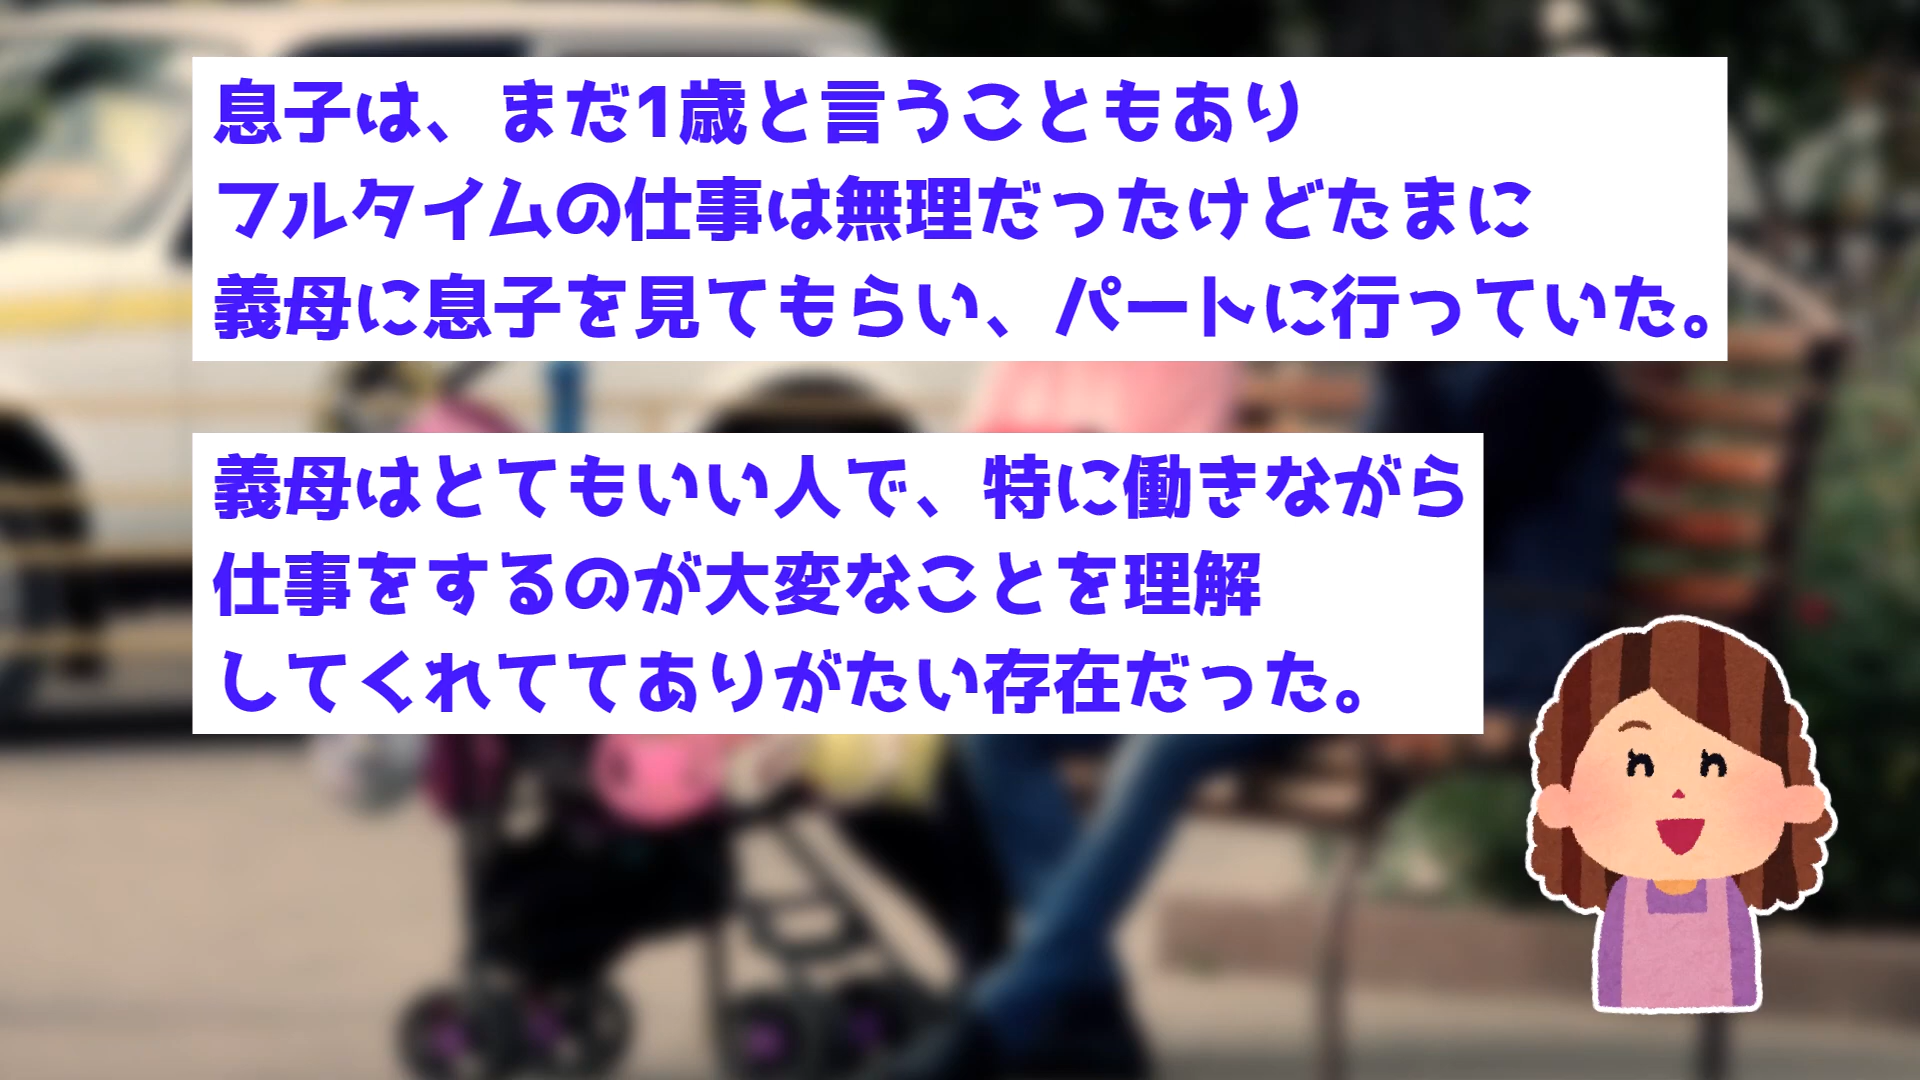 息子は、まだ1歳と言うこともあり
フルタイムの仕事は無理だったけどたまに
義母に息子を見てもらい、パートに行っていた。
義母はとてもいい人で、特に働きながら
仕事をするのが大変なことを理解
してくれててありがたい存在だった。